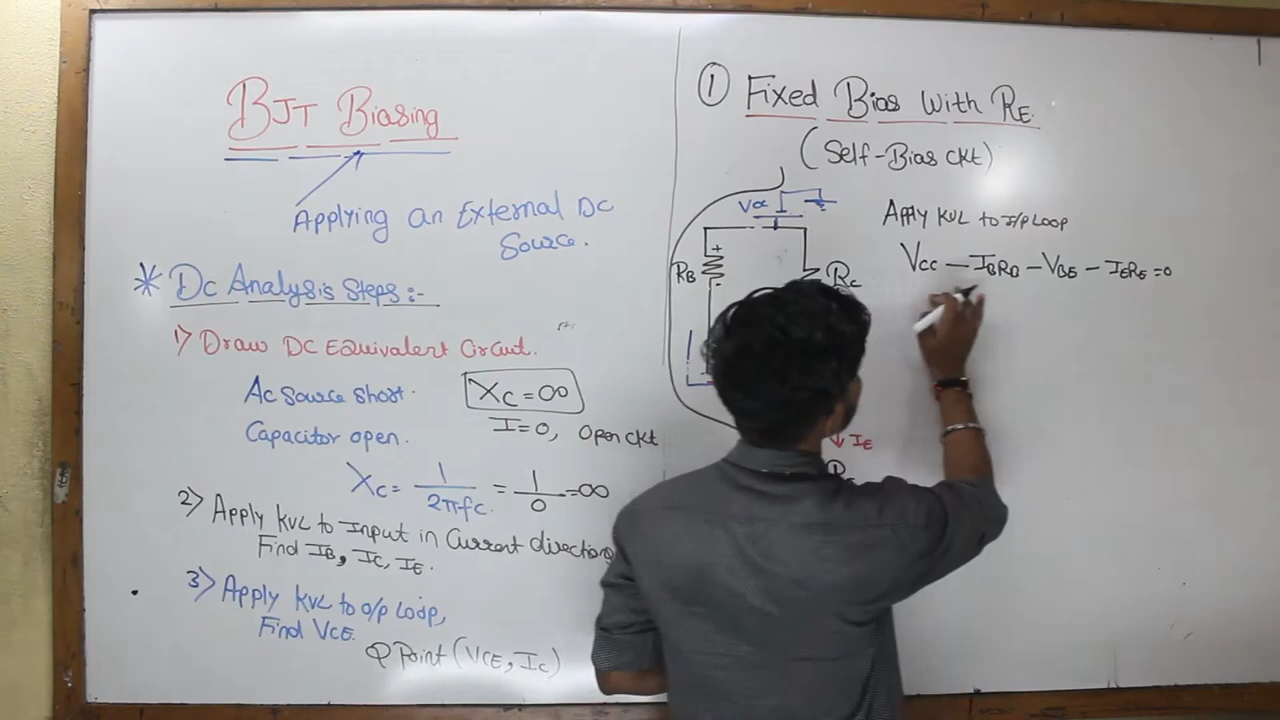 BJT Biasing
Applying an External DC
Source.
* Dc Analysis Steps:-
1) Draw DC Equivalent Circuit.
Ac source short.
Capacitor open.
XC = ∞
I=0, Open ckt
XC = 1/2πfc. = 1/0 = ∞
2) Apply KVL to Input in Current direction
Find IB, IC, IE.
3) Apply KVL to o/p Loop,
Find VCE.
Q Point (VCE, IC)
① Fixed Bias With RE.
(Self-Bias ckt)
VCC
+
RB
RC
IE
Apply KVL to I/p Loop
VCC - IBRB - VBE - IERE = 0